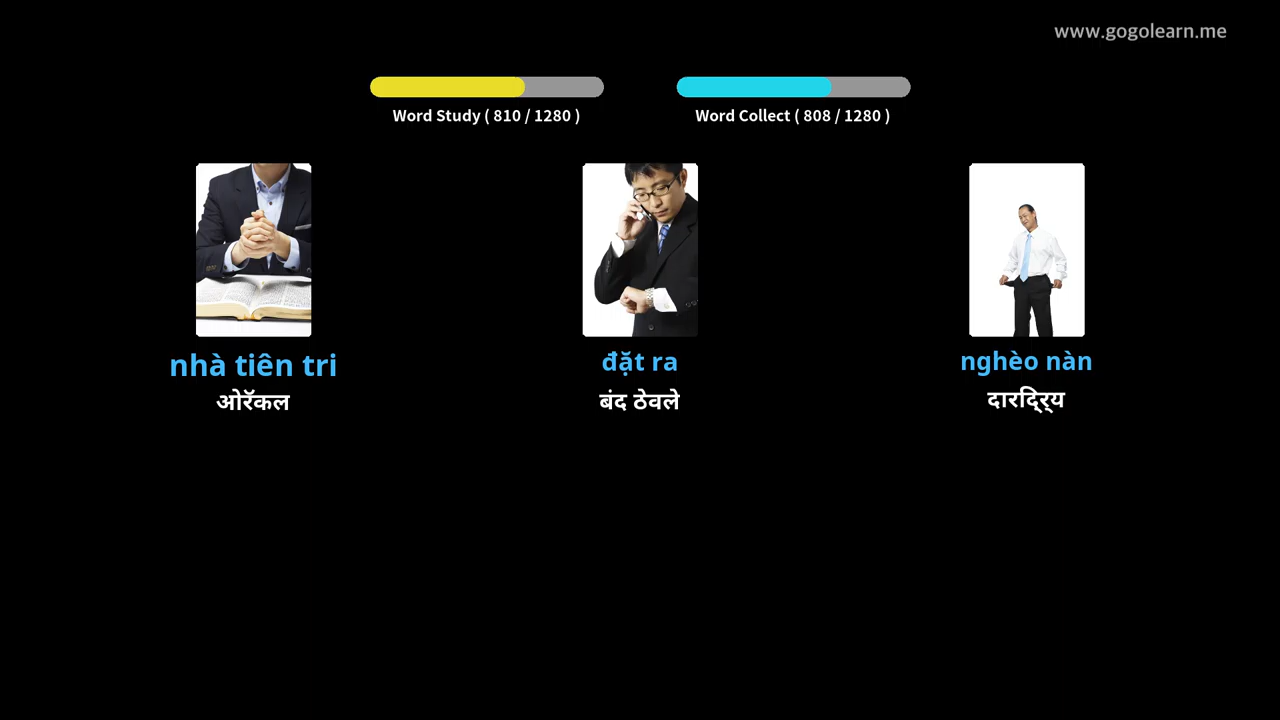 www.gogolearn.me
Word Study ( 810 / 1280 )
Word Collect ( 808 / 1280 )
nhà tiên tri
ओरॅकल
đặt ra
बंद ठेवले
nghèo nàn
दारिद्र्य